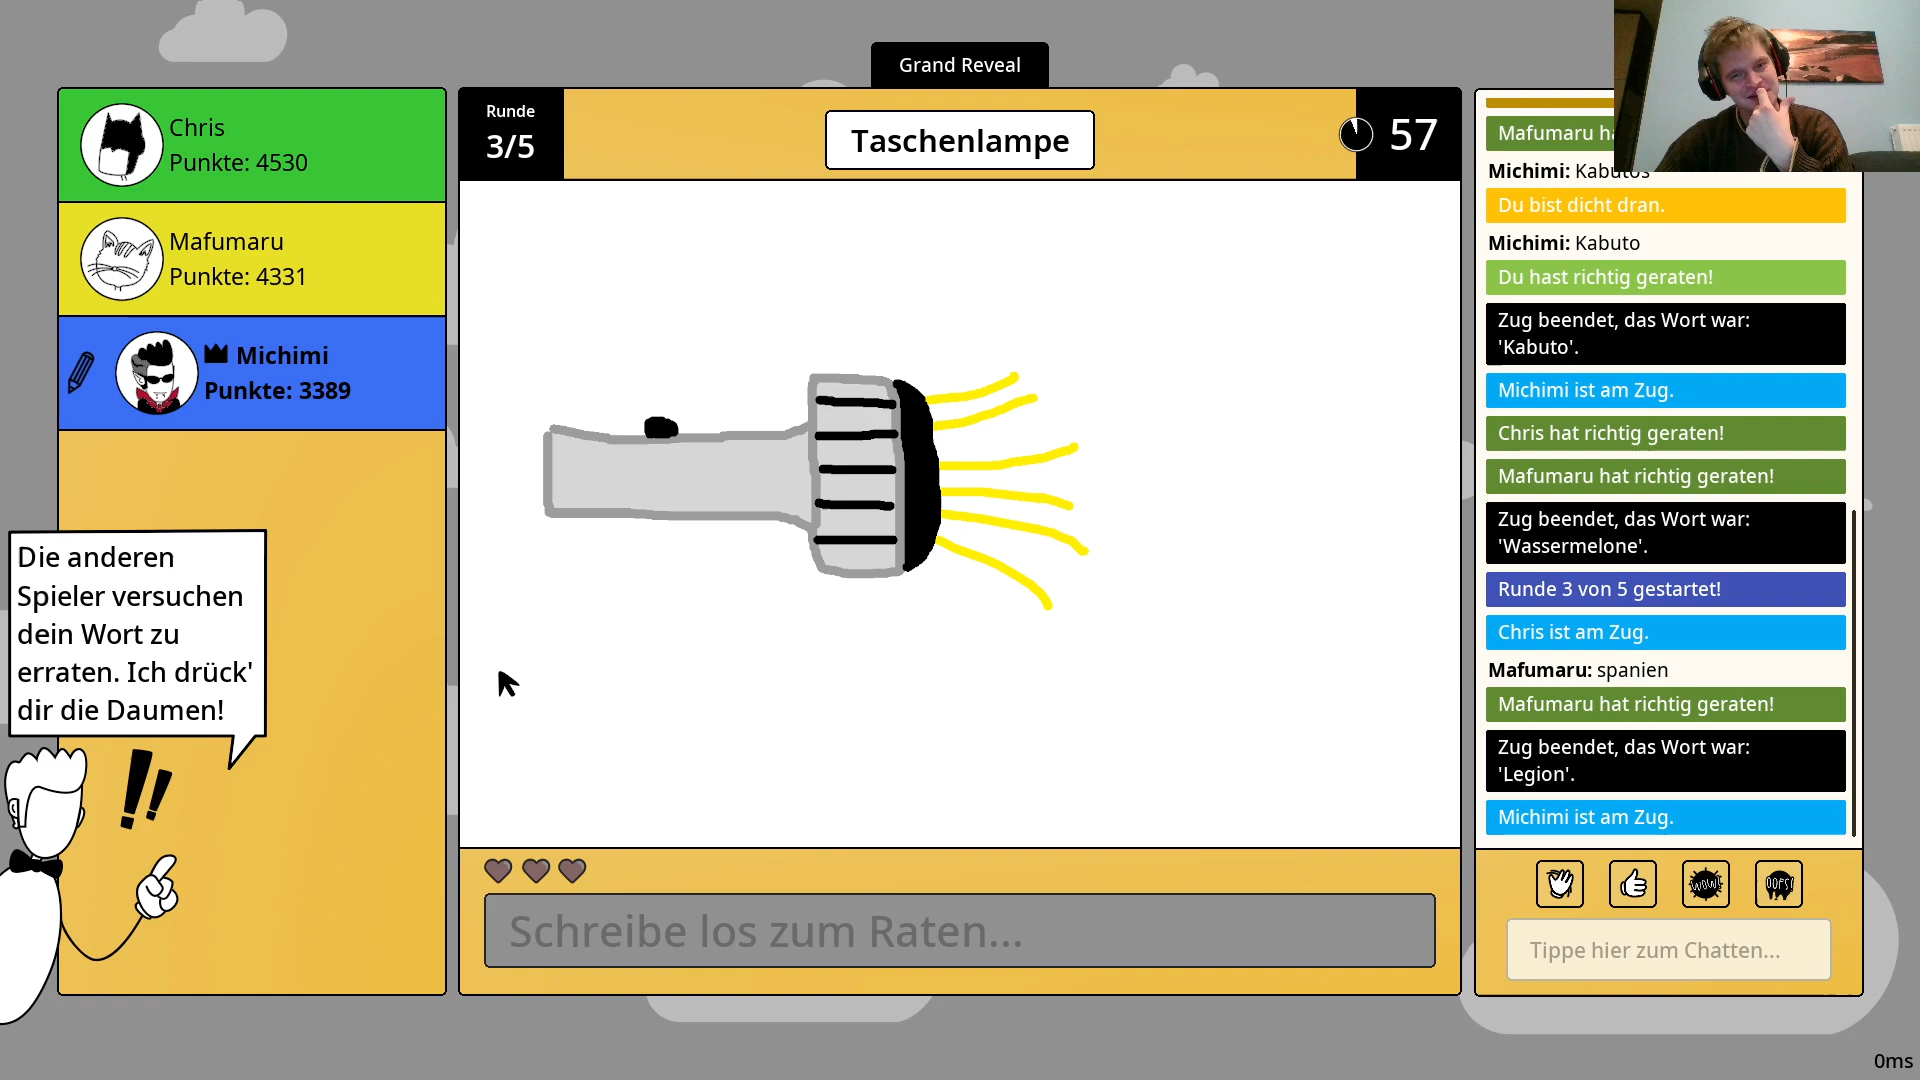 Grand Reveal
Chris
Punkte: 4530
Mafumaru
Punkte: 4331
Michimi
Punkte: 3389
Die anderen
Spieler versuchen
dein Wort zu
erraten. Ich drück'
dir die Daumen!
Runde
3/5
Taschenlampe
57
Schreibe los zum Raten...
Mafumaru
Michimi: Kabutos
Du bist dicht dran.
Michimi: Kabuto
Du hast richtig geraten!
Zug beendet, das Wort war:
'Kabuto'.
Michimi ist am Zug.
Chris hat richtig geraten!
Mafumaru hat richtig geraten!
Zug beendet, das Wort war:
'Wassermelone'.
Runde 3 von 5 gestartet!
Chris ist am Zug.
Mafumaru: spanien
Mafumaru hat richtig geraten!
Zug beendet, das Wort war:
'Legion'.
Michimi ist am Zug.
WOW!
OOPS!
Tippe hier zum Chatten...
0ms